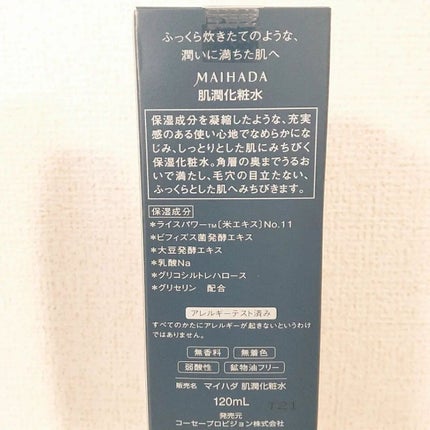 ふっくら炊きたてのような、
潤いに満ちた肌へ
MAIHADA
肌潤化粧水
保湿成分を凝縮したような、充実
感のある使い心地でなめらかにな
じみ、しっとりとした肌にみちびく
保湿化粧水。角層の奥までうるお
いで満たし、毛穴の目立たない、
ふっくらとした肌へみちびきます。
保湿成分
*ライスパワー™〔米エキス〕No.11
*ビフィズス菌発酵エキス
*大豆発酵エキス
*乳酸Na
*グリコシルトレハロース
*グリセリン 配合
アレルギーテスト済み
すべてのかたにアレルギーが起きないというわけ
ではありません。
無香料 無着色
弱酸性 鉱物油フリー
販売名 マイハダ 肌潤化粧水
120mL
T21
発売元
コーセープロビジョン株式会社